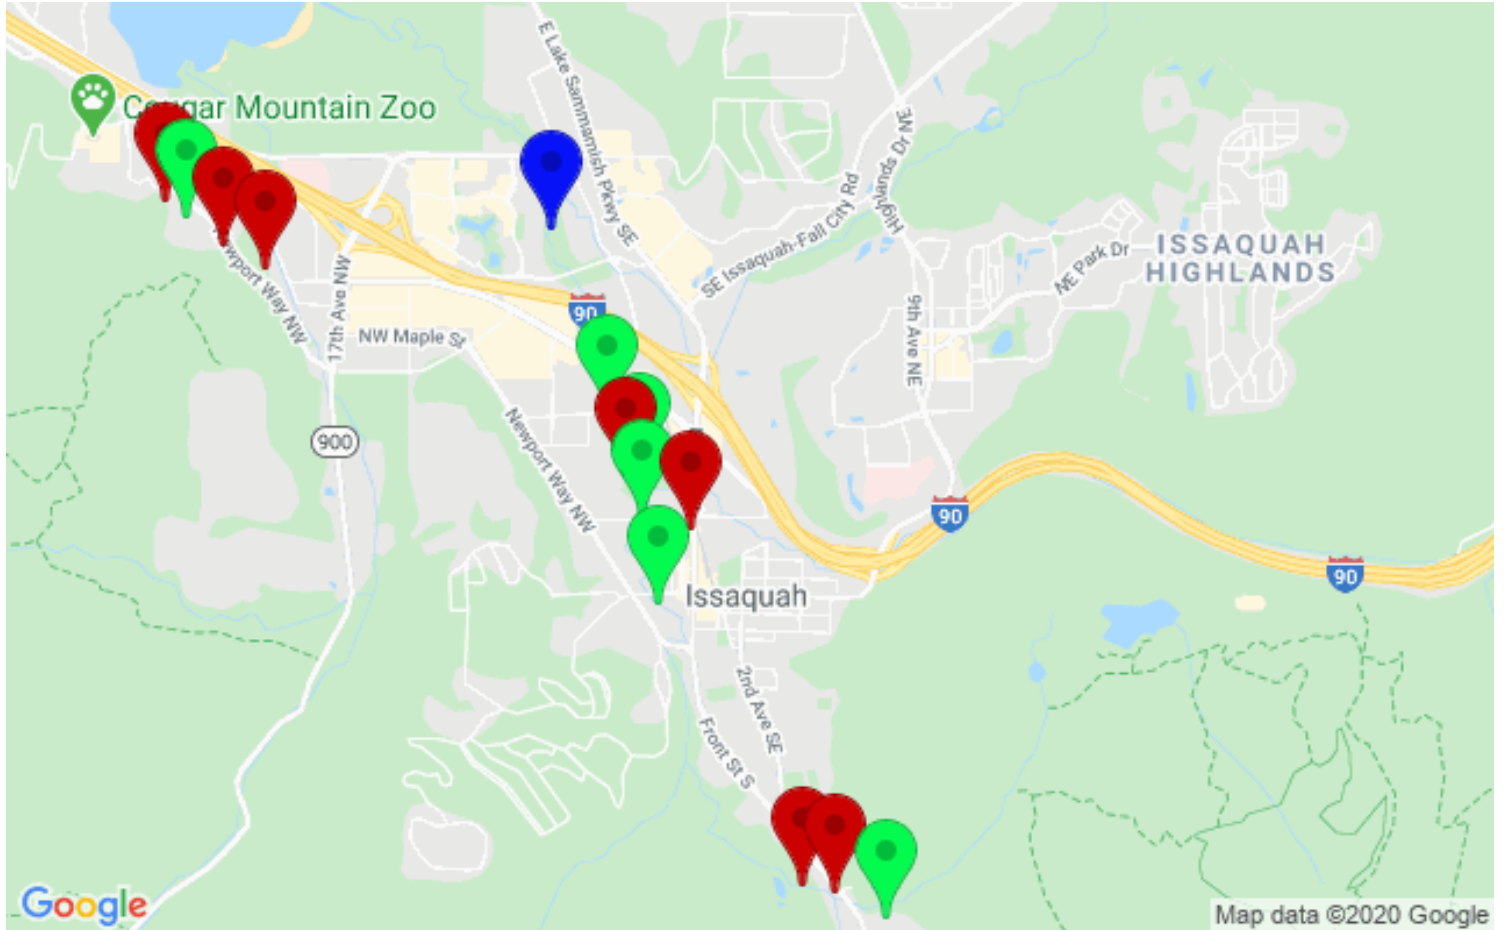 E Lake Sammamish Pkwy SE
Cougar Mountain Zoo
Highlands Dr NE
SE Issaquah-Fall City Rd
ISSAQUAH
HIGHLANDS
NE Park Dr
Newport Way NW
17th Ave NW
90
NW Maple St
9th Ave NE
900
Newport Way NW
90
90
Issaquah
2nd Ave SE
Front St S
Google
Map data ©2020 Google